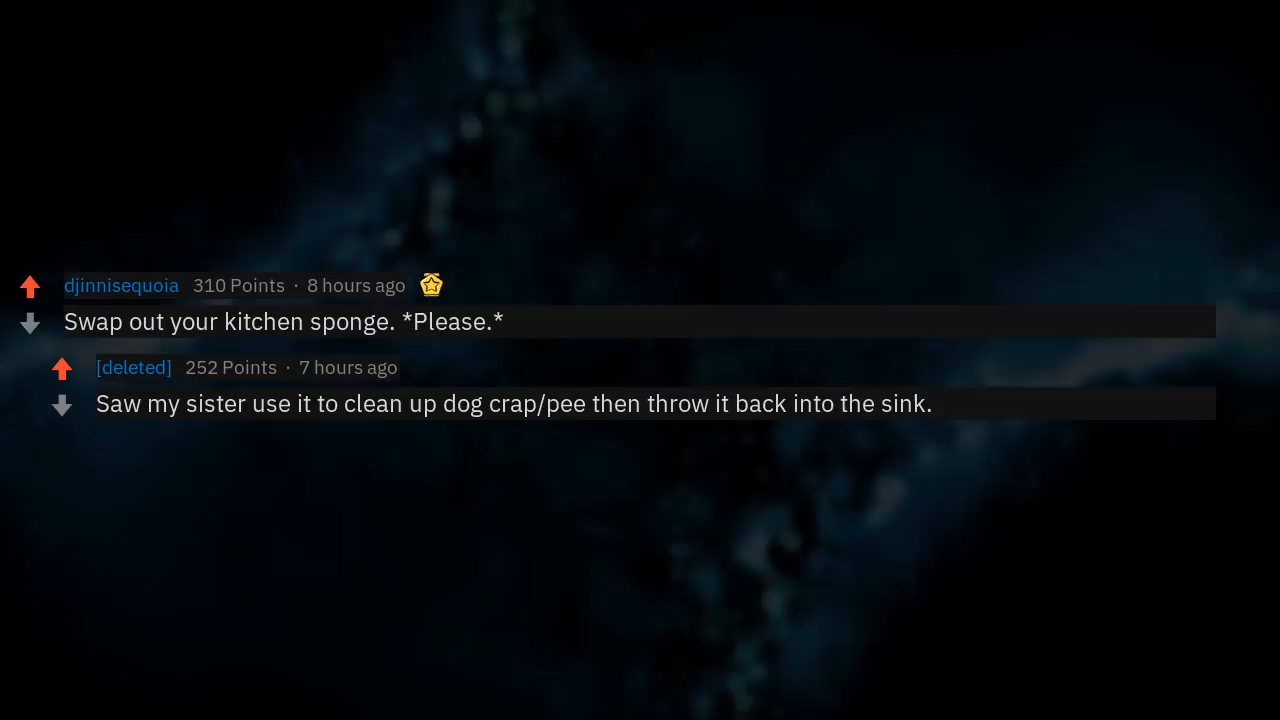 djinnisequoia 310 Points · 8 hours ago
Swap out your kitchen sponge. *Please.*
[deleted] 252 Points · 7 hours ago
Saw my sister use it to clean up dog crap/pee then throw it back into the sink.